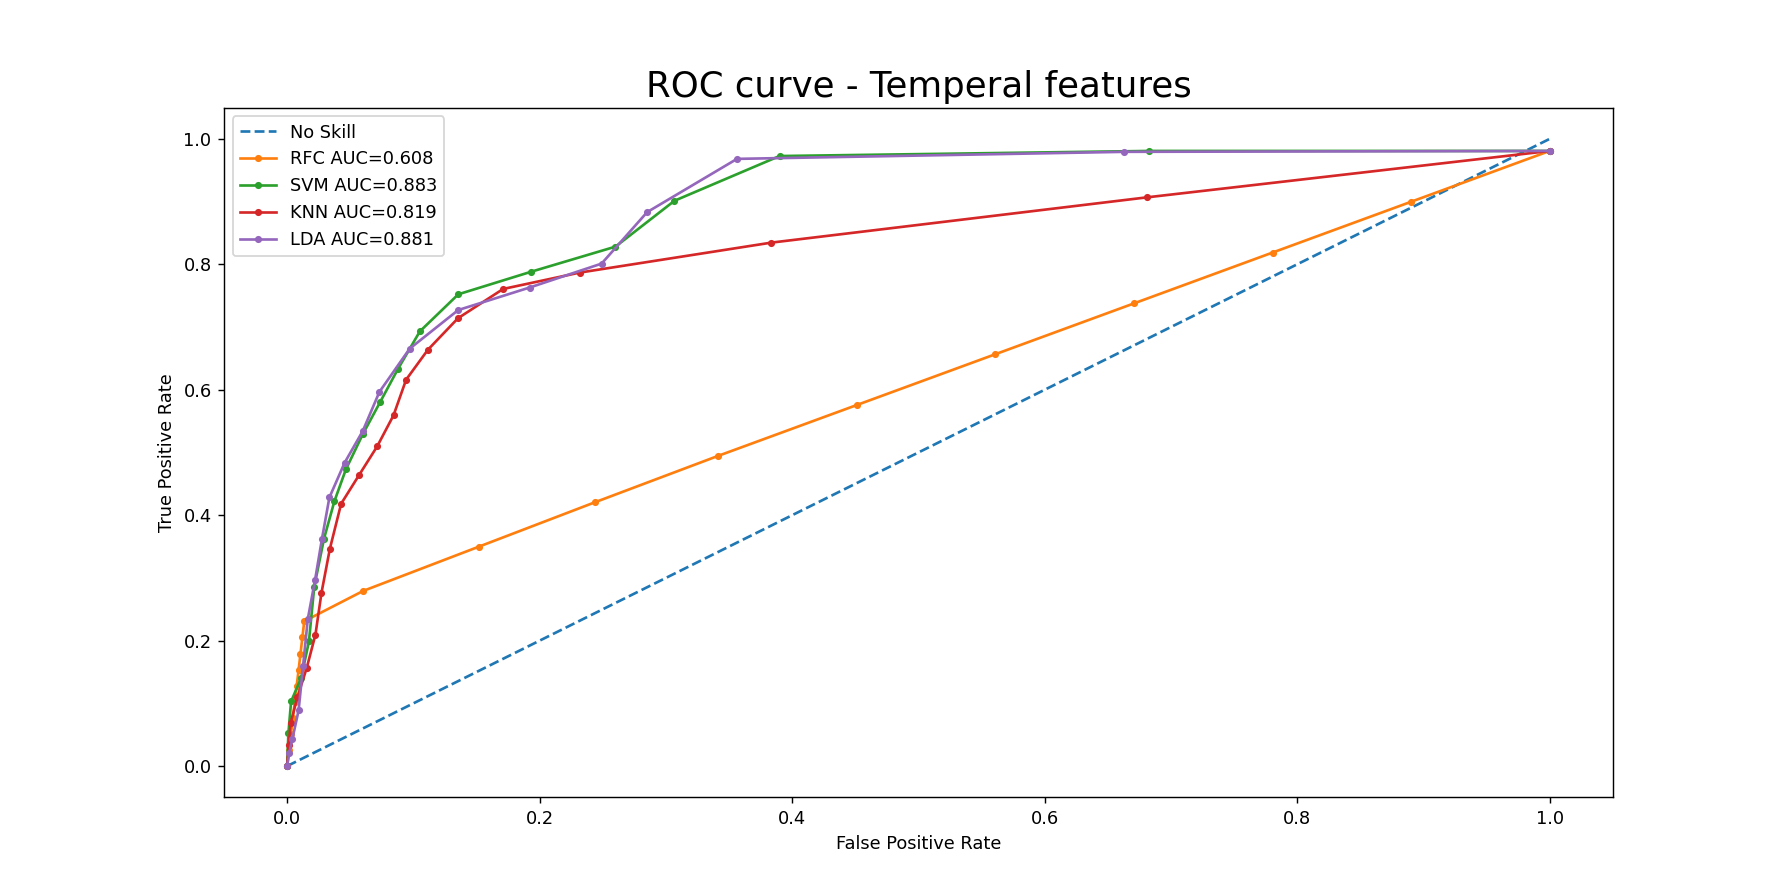 ROC curve - Temperal features
No Skill
RFC AUC=0.608
SVM AUC=0.883
KNN AUC=0.819
LDA AUC=0.881
1.0
0.8
0.6
0.4
0.2
0.0
True Positive Rate
0.0 0.2 0.4 0.6 0.8 1.0
False Positive Rate